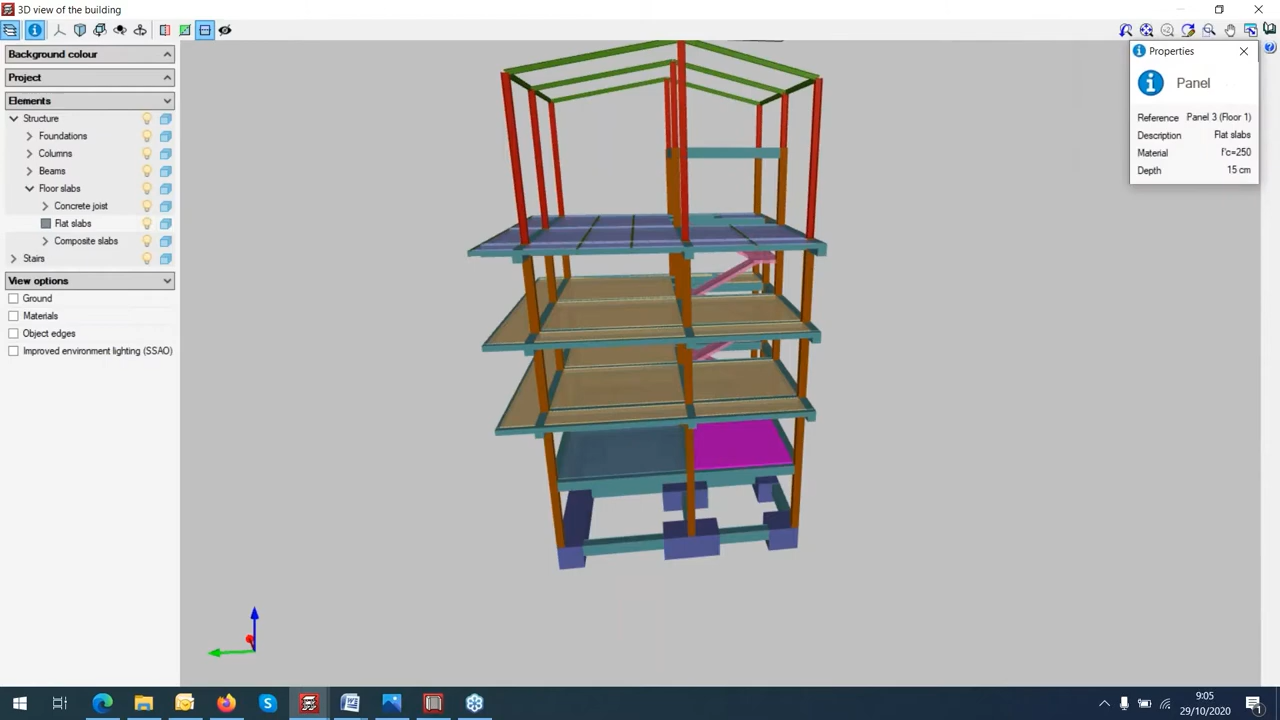 3D view of the building
Background colour
Project
Elements
Structure
Foundations
Columns
Beams
Floor slabs
Concrete joist
Flat slabs
Composite slabs
Stairs
View options
Ground
Materials
Object edges
Improved environment lighting (SSAO)
Properties
Panel
Reference Panel 3 (Floor 1)
Description Flat slabs
Material f'c=250
Depth 15 cm
9:05
29/10/2020
1